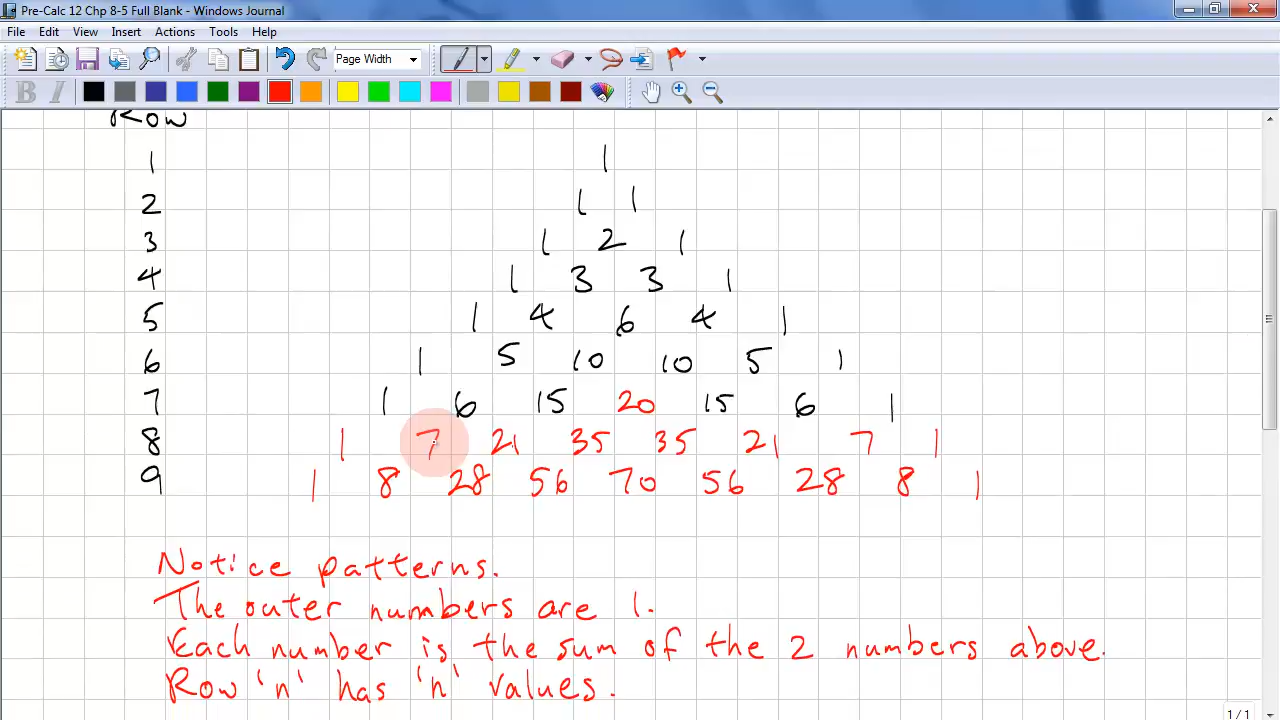 Pre-Calc 12 Chp 8-5 Full Blank - Windows Journal
File Edit View Insert Actions Tools Help
Page Width
B I
Row
1 1
2 1 1
3 1 2 1
4 1 3 3 1
5 1 4 6 4 1
6 1 5 10 10 5 1
7 1 6 15 20 15 6 1
8 1 7 21 35 35 21 7 1
9 1 8 28 56 70 56 28 8 1
Notice patterns.
The outer numbers are 1.
Each number is the sum of the 2 numbers above.
Row 'n' has 'n' values.
1/1